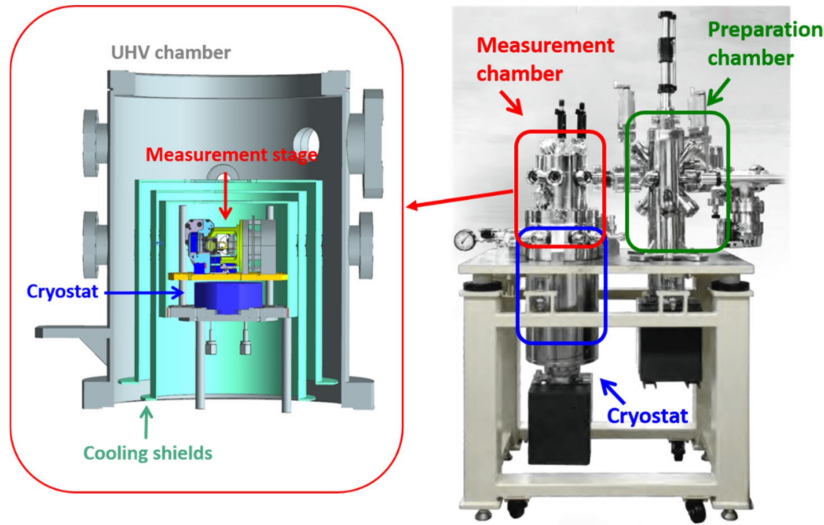 UHV chamber
Measurement stage
Cryostat
Cooling shields
Measurement
chamber
Preparation
chamber
Cryostat